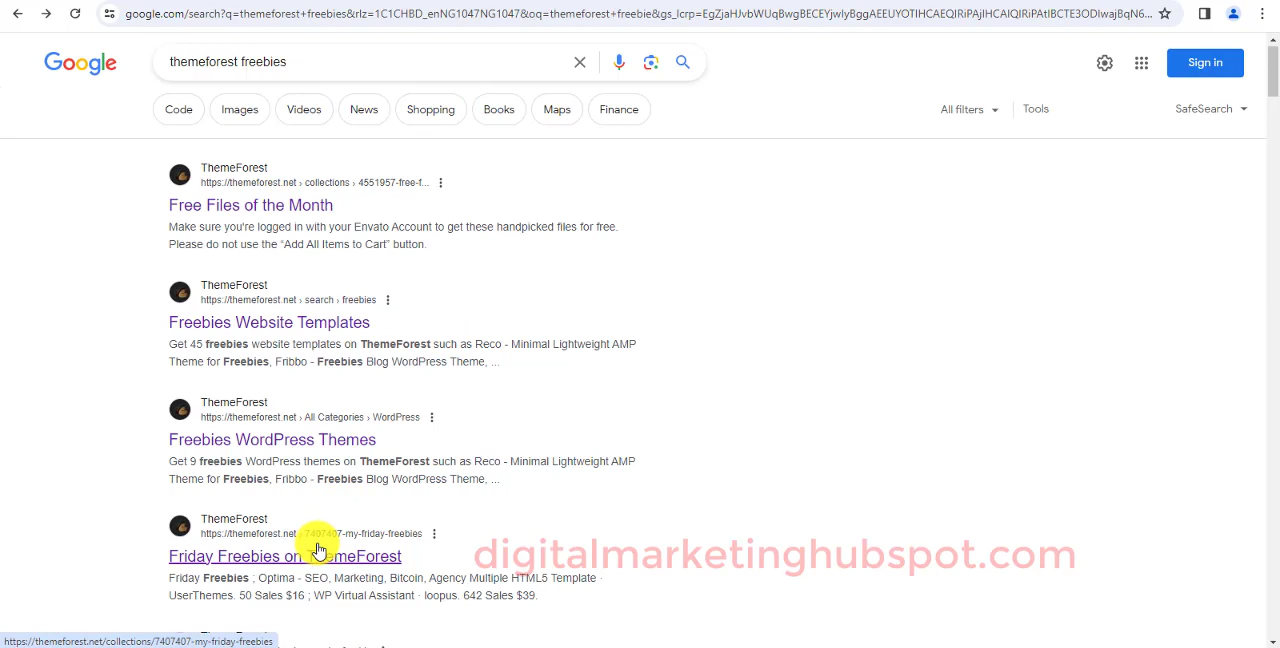 google.com/search?q=themeforest+freebies&rlz=1C1CHBD_enNG1047NG1047&oq=themeforest+freebie&gs_lcrp=EgZjaHJvbWUqBwgBECEYjwIyBggAEEUYOTIHCAEQIRiPAjIHCAIQIRiPAtIBCTE3ODIwajBqN6...
Google
themeforest freebies
Sign in
Code Images Videos News Shopping Books Maps Finance All filters Tools SafeSearch
ThemeForest
https://themeforest.net › collections › 4551957-free-f...
Free Files of the Month
Make sure you're logged in with your Envato Account to get these handpicked files for free.
Please do not use the “Add All Items to Cart” button.
ThemeForest
https://themeforest.net › search › freebies
Freebies Website Templates
Get 45 freebies website templates on ThemeForest such as Reco - Minimal Lightweight AMP
Theme for Freebies, Fribbo - Freebies Blog WordPress Theme, ...
ThemeForest
https://themeforest.net › All Categories › WordPress
Freebies WordPress Themes
Get 9 freebies WordPress themes on ThemeForest such as Reco - Minimal Lightweight AMP
Theme for Freebies, Fribbo - Freebies Blog WordPress Theme, ...
ThemeForest
https://themeforest.net › 7407407-my-friday-freebies
Friday Freebies on ThemeForest
digitalmarketinghubspot.com
Friday Freebies ; Optima - SEO, Marketing, Bitcoin, Agency Multiple HTML5 Template ·
UserThemes. 50 Sales $16 ; WP Virtual Assistant · loopus. 642 Sales $39.
https://themeforest.net/collections/7407407-my-friday-freebies